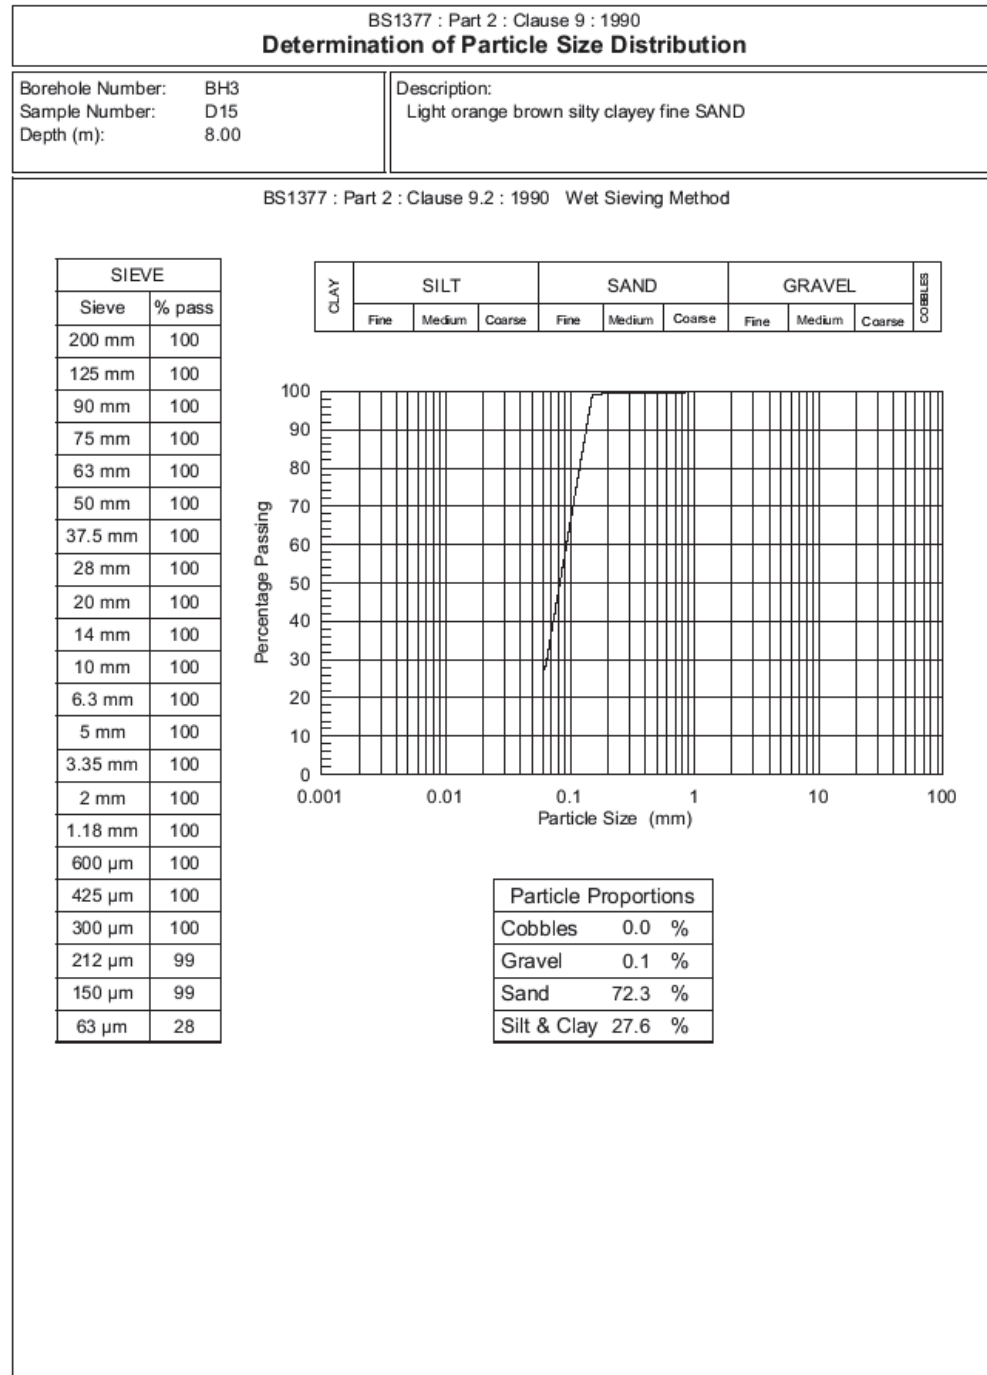 BS1377 : Part 2 : Clause 9 : 1990
Determination of Particle Size Distribution
Borehole Number: BH3
Sample Number: D15
Depth (m): 8.00
Description:
Light orange brown silty clayey fine SAND
BS1377 : Part 2 : Clause 9.2 : 1990 Wet Sieving Method
SIEVE
Sieve % pass
200 mm 100
125 mm 100
90 mm 100
75 mm 100
63 mm 100
50 mm 100
37.5 mm 100
28 mm 100
20 mm 100
14 mm 100
10 mm 100
6.3 mm 100
5 mm 100
3.35 mm 100
2 mm 100
1.18 mm 100
600 µm 100
425 µm 100
300 µm 100
212 µm 99
150 µm 99
63 µm 28
CLAY SILT SAND GRAVEL COBBLES
Fine Medium Coarse Fine Medium Coarse Fine Medium Coarse
Percentage Passing
100
90
80
70
60
50
40
30
20
10
0
0.001 0.01 0.1 1 10 100
Particle Size (mm)
Particle Proportions
Cobbles 0.0 %
Gravel 0.1 %
Sand 72.3 %
Silt & Clay 27.6 %